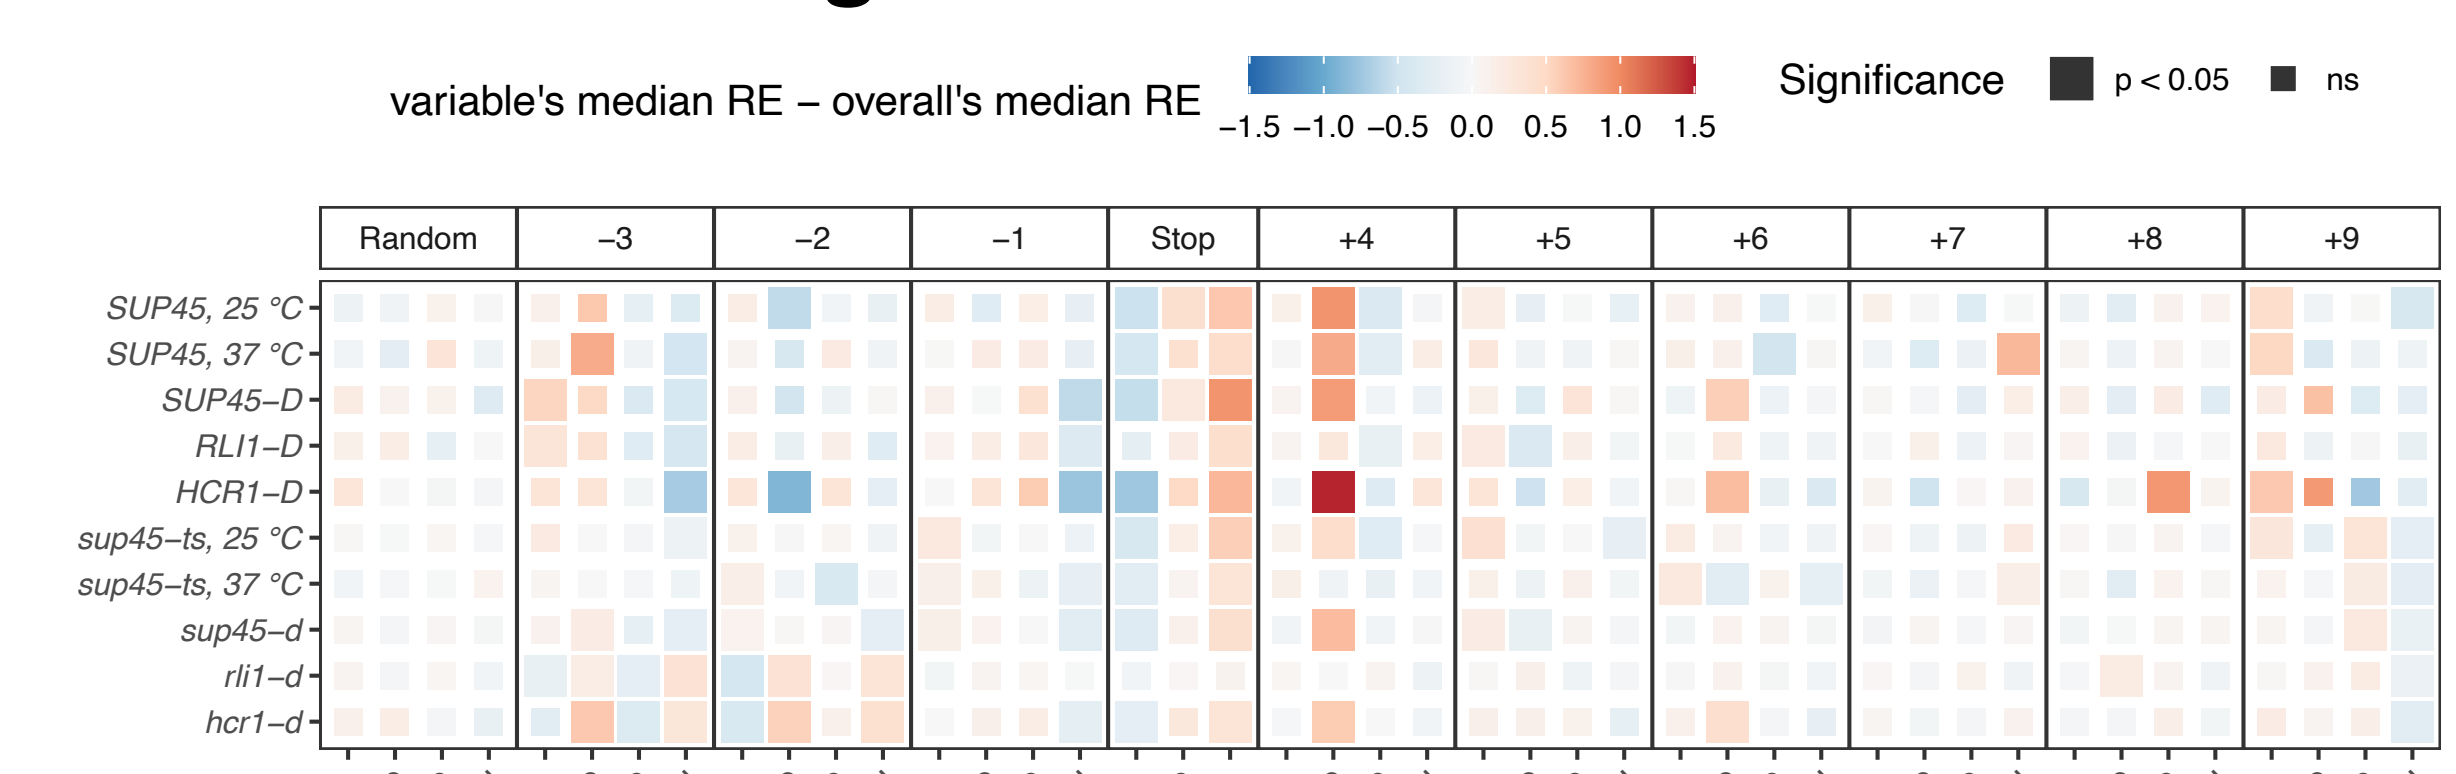 variable's median RE − overall's median RE
−1.5 −1.0 −0.5 0.0 0.5 1.0 1.5
Significance p < 0.05 ns
Random −3 −2 −1 Stop +4 +5 +6 +7 +8 +9
SUP45, 25 °C
SUP45, 37 °C
SUP45−D
RLI1−D
HCR1−D
sup45−ts, 25 °C
sup45−ts, 37 °C
sup45−d
rli1−d
hcr1−d